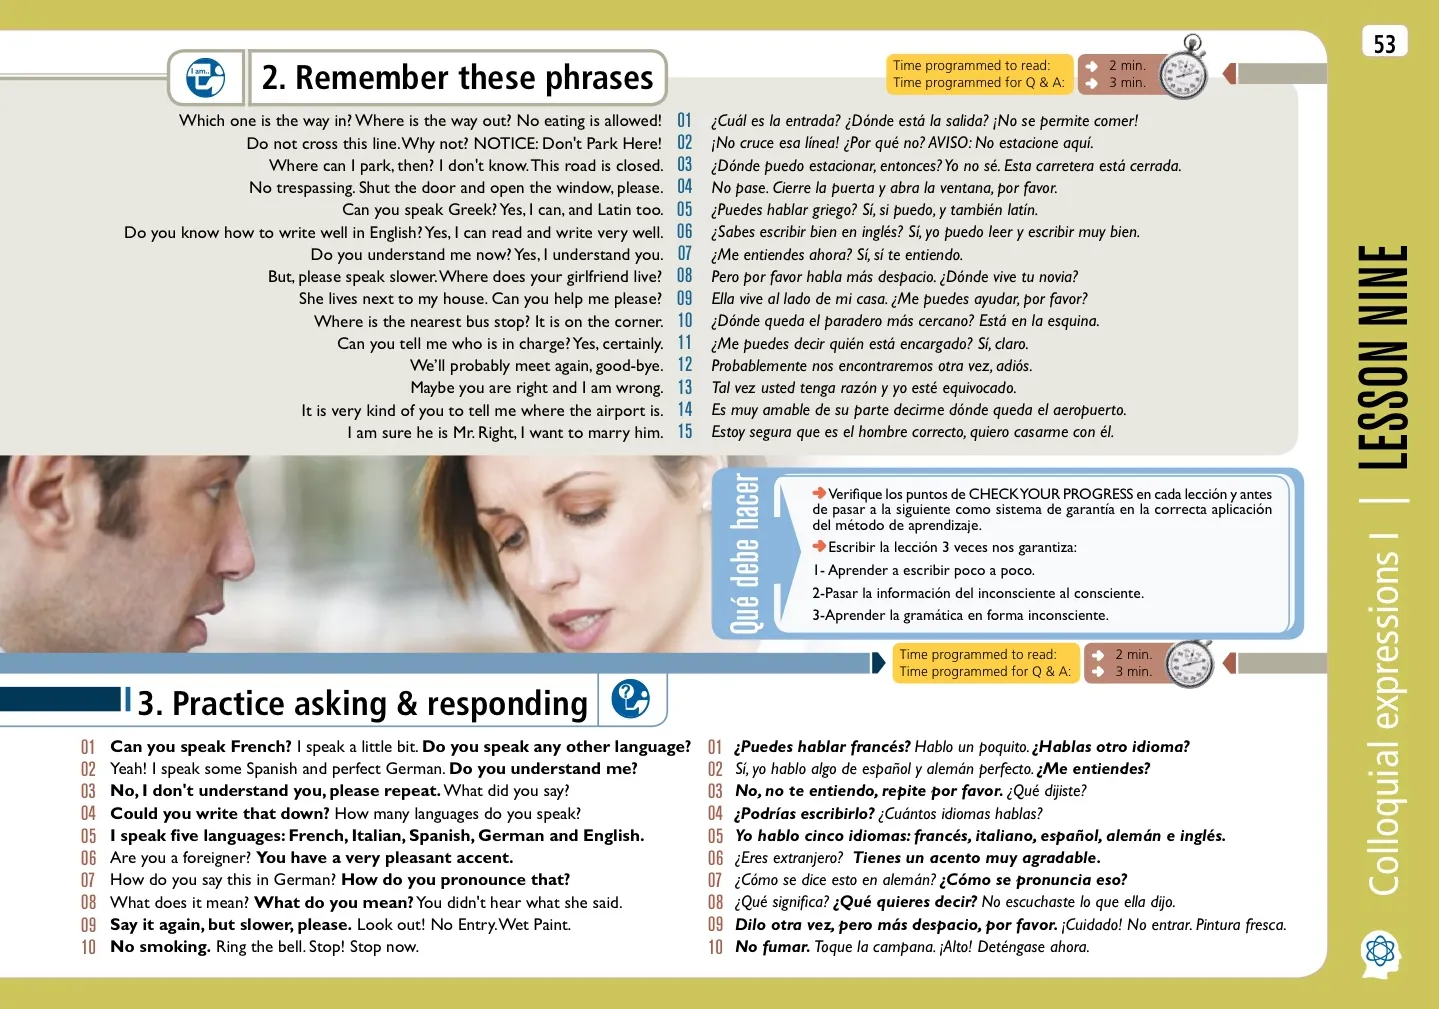 53
I am..
2. Remember these phrases
Time programmed to read: 2 min.
Time programmed for Q & A: 3 min.
Which one is the way in? Where is the way out? No eating is allowed! 01 ¿Cuál es la entrada? ¿Dónde está la salida? ¡No se permite comer!
Do not cross this line. Why not? NOTICE: Don't Park Here! 02 ¡No cruce esa línea! ¿Por qué no? AVISO: No estacione aquí.
Where can I park, then? I don't know. This road is closed. 03 ¿Dónde puedo estacionar, entonces? Yo no sé. Esta carretera está cerrada.
No trespassing. Shut the door and open the window, please. 04 No pase. Cierre la puerta y abra la ventana, por favor.
Can you speak Greek? Yes, I can, and Latin too. 05 ¿Puedes hablar griego? Sí, si puedo, y también latín.
Do you know how to write well in English? Yes, I can read and write very well. 06 ¿Sabes escribir bien en inglés? Sí, yo puedo leer y escribir muy bien.
Do you understand me now? Yes, I understand you. 07 ¿Me entiendes ahora? Sí, sí te entiendo.
But, please speak slower. Where does your girlfriend live? 08 Pero por favor habla más despacio. ¿Dónde vive tu novia?
She lives next to my house. Can you help me please? 09 Ella vive al lado de mi casa. ¿Me puedes ayudar, por favor?
Where is the nearest bus stop? It is on the corner. 10 ¿Dónde queda el paradero más cercano? Está en la esquina.
Can you tell me who is in charge? Yes, certainly. 11 ¿Me puedes decir quién está encargado? Sí, claro.
We'll probably meet again, good-bye. 12 Probablemente nos encontraremos otra vez, adiós.
Maybe you are right and I am wrong. 13 Tal vez usted tenga razón y yo esté equivocado.
It is very kind of you to tell me where the airport is. 14 Es muy amable de su parte decirme dónde queda el aeropuerto.
I am sure he is Mr. Right, I want to marry him. 15 Estoy segura que es el hombre correcto, quiero casarme con él.
Qué debe hacer
Verifique los puntos de CHECK YOUR PROGRESS en cada lección y antes
de pasar a la siguiente como sistema de garantía en la correcta aplicación
del método de aprendizaje.
Escribir la lección 3 veces nos garantiza:
1- Aprender a escribir poco a poco.
2-Pasar la información del inconsciente al consciente.
3-Aprender la gramática en forma inconsciente.
Time programmed to read: 2 min.
Time programmed for Q & A: 3 min.
3. Practice asking & responding
?
01 Can you speak French? I speak a little bit. Do you speak any other language? 01 ¿Puedes hablar francés? Hablo un poquito. ¿Hablas otro idioma?
02 Yeah! I speak some Spanish and perfect German. Do you understand me? 02 Sí, yo hablo algo de español y alemán perfecto. ¿Me entiendes?
03 No, I don't understand you, please repeat. What did you say? 03 No, no te entiendo, repite por favor. ¿Qué dijiste?
04 Could you write that down? How many languages do you speak? 04 ¿Podrías escribirlo? ¿Cuántos idiomas hablas?
05 I speak five languages: French, Italian, Spanish, German and English. 05 Yo hablo cinco idiomas: francés, italiano, español, alemán e inglés.
06 Are you a foreigner? You have a very pleasant accent. 06 ¿Eres extranjero? Tienes un acento muy agradable.
07 How do you say this in German? How do you pronounce that? 07 ¿Cómo se dice esto en alemán? ¿Cómo se pronuncia eso?
08 What does it mean? What do you mean? You didn't hear what she said. 08 ¿Qué significa? ¿Qué quieres decir? No escuchaste lo que ella dijo.
09 Say it again, but slower, please. Look out! No Entry. Wet Paint. 09 Dilo otra vez, pero más despacio, por favor. ¡Cuidado! No entrar. Pintura fresca.
10 No smoking. Ring the bell. Stop! Stop now. 10 No fumar. Toque la campana. ¡Alto! Deténgase ahora.
Colloquial expressions I | LESSON NINE